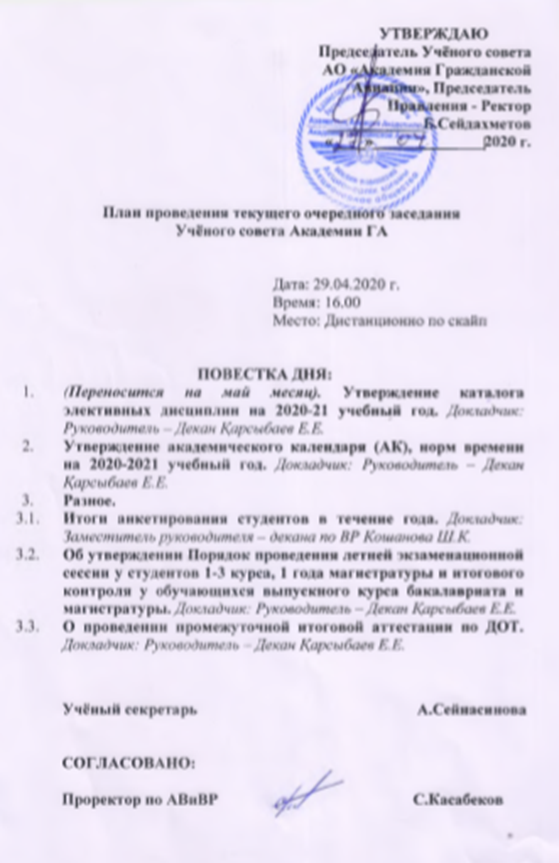 УТВЕРЖДАЮ
Председатель Учёного совета
АО «Академия Гражданской
Авиации», Председатель
Правления - Ректор
Б.Сейдахметов
2020 г.
План проведения текущего очередного заседания
Учёного совета Академии ГА
Дата: 29.04.2020 г.
Время: 16.00
Место: Дистанционно по скайп
ПОВЕСТКА ДНЯ:
1. (Переносится на май месяц). Утверждение каталога
элективных дисциплин на 2020-21 учебный год. Докладчик:
Руководитель – Декан Қарсыбаев Е.Е.
2. Утверждение академического календаря (АК), норм времени
на 2020-2021 учебный год. Докладчик: Руководитель – Декан
Қарсыбаев Е.Е.
3. Разное.
3.1. Итоги анкетирования студентов в течение года. Докладчик:
Заместитель руководителя – декана по ВР Кошанова Ш.К.
3.2. Об утверждении Порядок проведения летней экзаменационной
сессии у студентов 1-3 курса, 1 года магистратуры и итогового
контроля у обучающихся выпускного курса бакалавриата и
магистратуры. Докладчик: Руководитель – Декан Қарсыбаев Е.Е.
3.3. О проведении промежуточной итоговой аттестации по ДОТ.
Докладчик: Руководитель – Декан Қарсыбаев Е.Е.
Учёный секретарь А.Сейнасинова
СОГЛАСОВАНО:
Проректор по АВиВР С.Касабеков